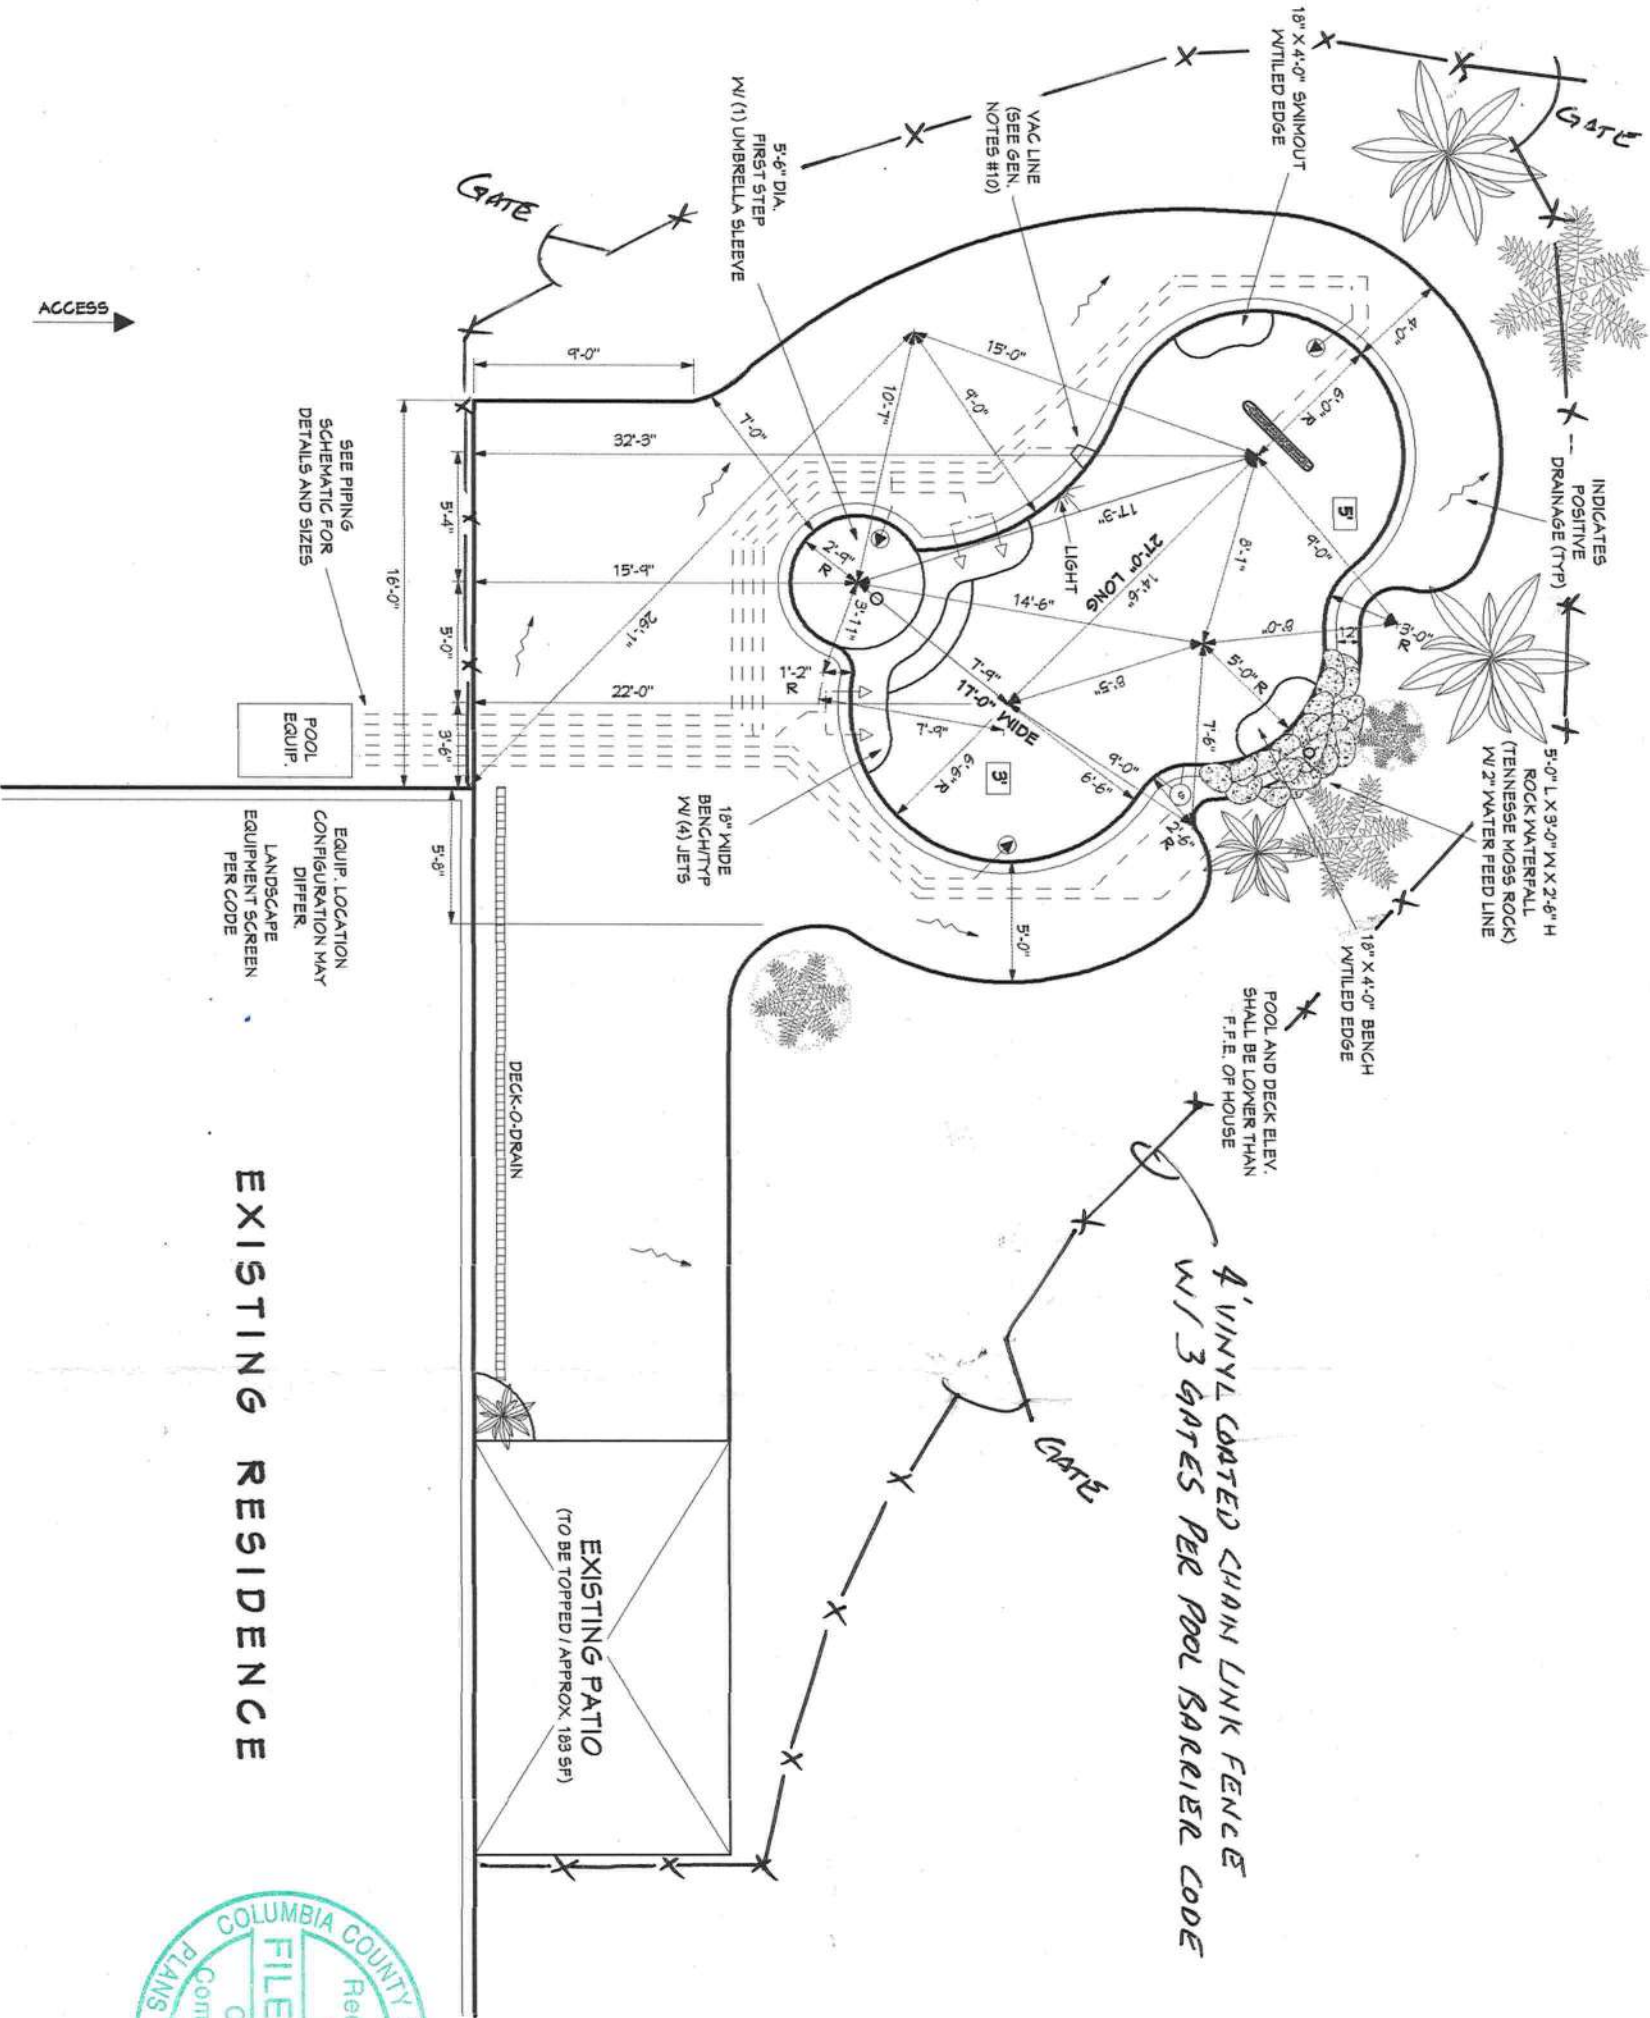 18" X 4'-0" SWIMOUT
W/TILED EDGE
GATE
INDICATES
POSITIVE
DRAINAGE (TYP)
5'-0" L X 3'-0" W X 2'-6" H
ROCK WATERFALL
(TENNESSE MOSS ROCK)
W/ 2" WATER FEED LINE
18" X 4'-0" BENCH
W/TILED EDGE
POOL AND DECK ELEV.
SHALL BE LOWER THAN
F.F.E. OF HOUSE
4' VINYL COATED CHAIN LINK FENCE
W/ 3 GATES PER POOL BARRIER CODE
GATE
VAC LINE
(SEE GEN.
NOTES #10)
5'-6" DIA.
FIRST STEP
W/ (1) UMBRELLA SLEEVE
GATE
ACCESS
4'-0"
6'-0"
R
5'
9'-0"
3'-0"
R
12"
15'-0"
9'-0"
10'-7"
17'-3"
LIGHT
27'-0" LONG
14'-6"
8'-1"
8'-0"
5'-0" R
14'-6"
7'-9"
17'-0" WIDE
8'-5"
7'-6"
9'-0"
6'-6"
2'-6"
R
S
7'-9"
6'-6" R
3'
2'-9"
R
3'-11"
1'-2"
R
7'-0"
9'-0"
32'-3"
15'-9"
26'-1"
22'-0"
5'-0"
16'-0"
5'-4"
5'-0"
3'-6"
5'-8"
18" WIDE
BENCH/TYP
W/ (4) JETS
SEE PIPING
SCHEMATIC FOR
DETAILS AND SIZES
POOL
EQUIP.
EQUIP. LOCATION
CONFIGURATION MAY
DIFFER.
LANDSCAPE
EQUIPMENT SCREEN
PER CODE
DECK-O-DRAIN
EXISTING PATIO
(TO BE TOPPED / APPROX. 183 SF)
EXISTING RESIDENCE
COLUMBIA COUNTY
FILE
PLANS